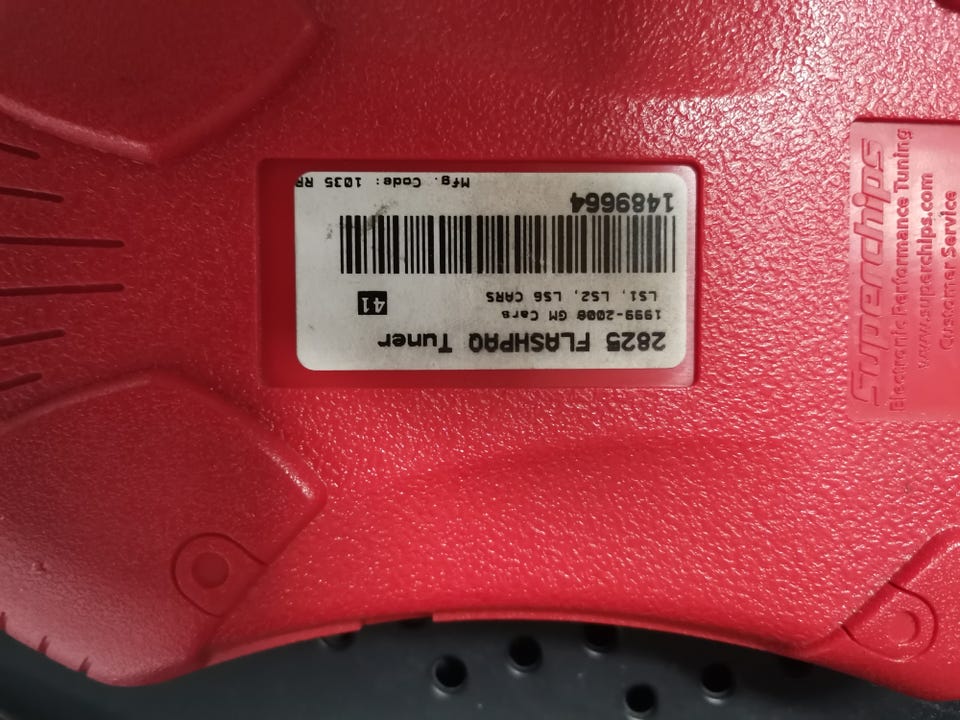 2825 FLASHPAQ Tuner
1999-2008 GM Cars
LS1, LS2, LS6 CARS
41
1489664
Mfg. Code: 1035 RR
Superchips
Electronic Performance Tuning
www.superchips.com
Customer Service